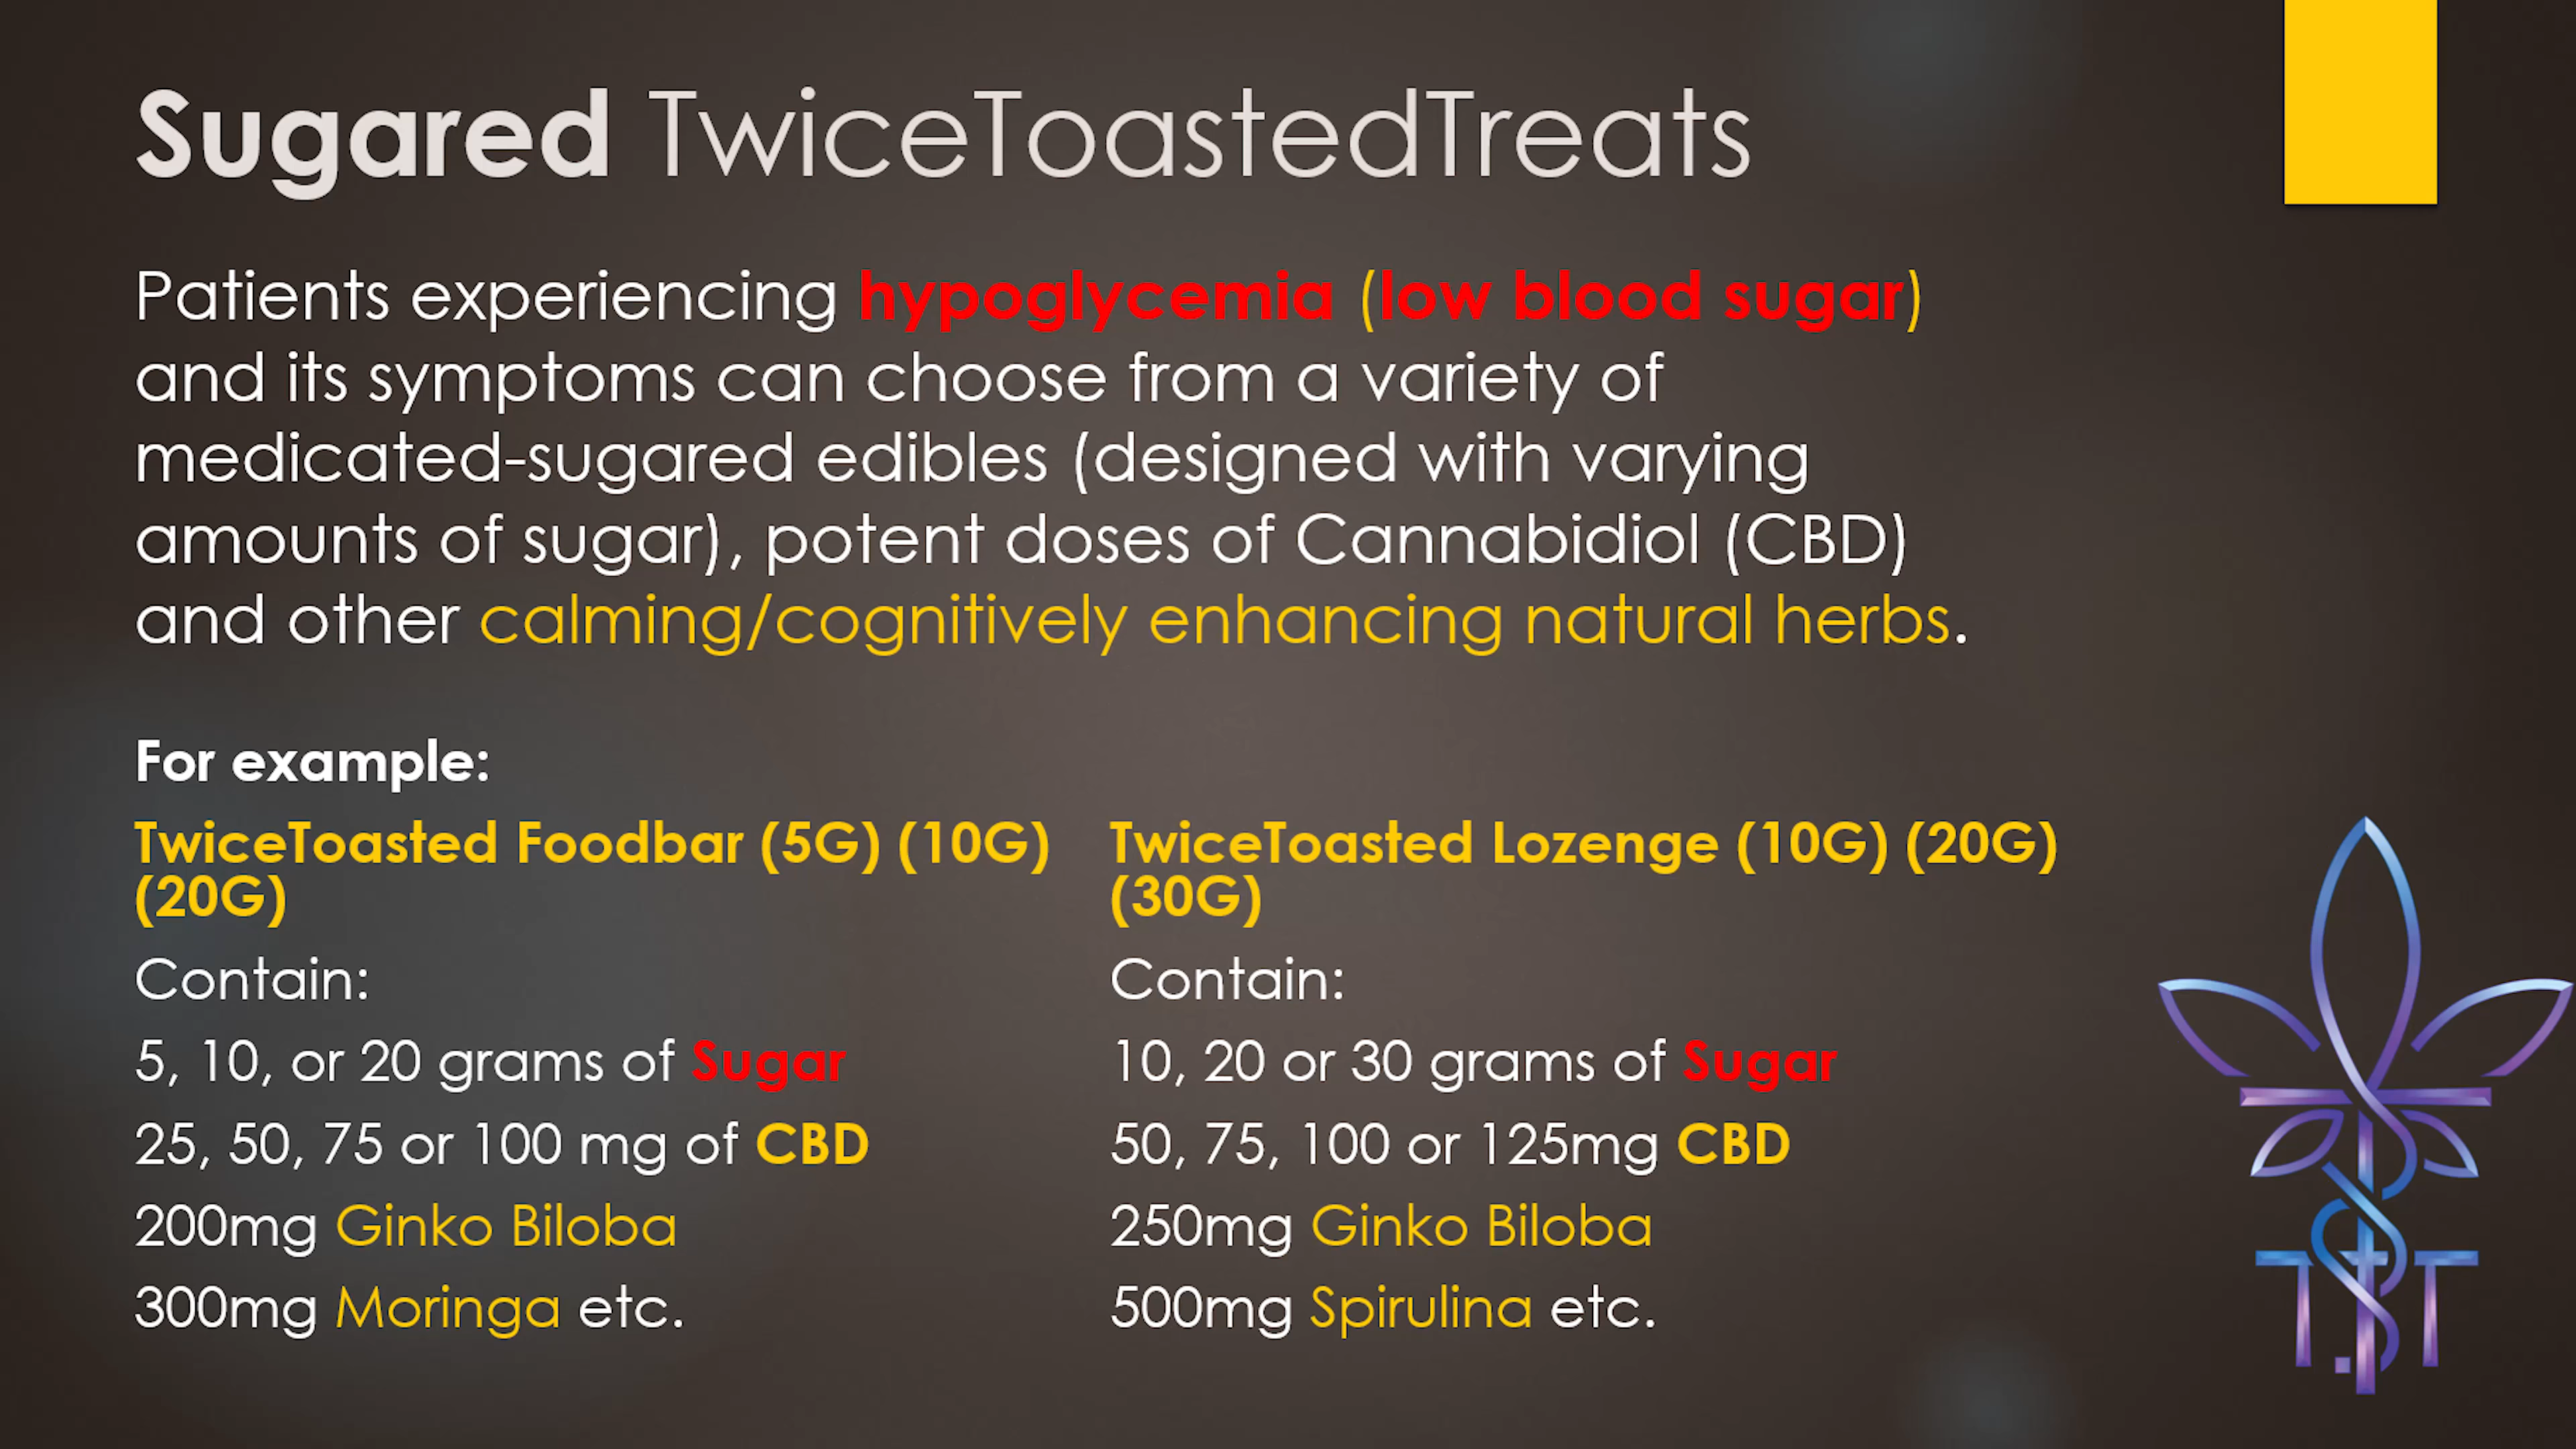 Sugared TwiceToastedTreats
Patients experiencing hypoglycemia (low blood sugar)
and its symptoms can choose from a variety of
medicated-sugared edibles (designed with varying
amounts of sugar), potent doses of Cannabidiol (CBD)
and other calming/cognitively enhancing natural herbs.
For example:
TwiceToasted Foodbar (5G) (10G)
(20G)
Contain:
5, 10, or 20 grams of Sugar
25, 50, 75 or 100 mg of CBD
200mg Ginko Biloba
300mg Moringa etc.
TwiceToasted Lozenge (10G) (20G)
(30G)
Contain:
10, 20 or 30 grams of Sugar
50, 75, 100 or 125mg CBD
250mg Ginko Biloba
500mg Spirulina etc.
T.tT